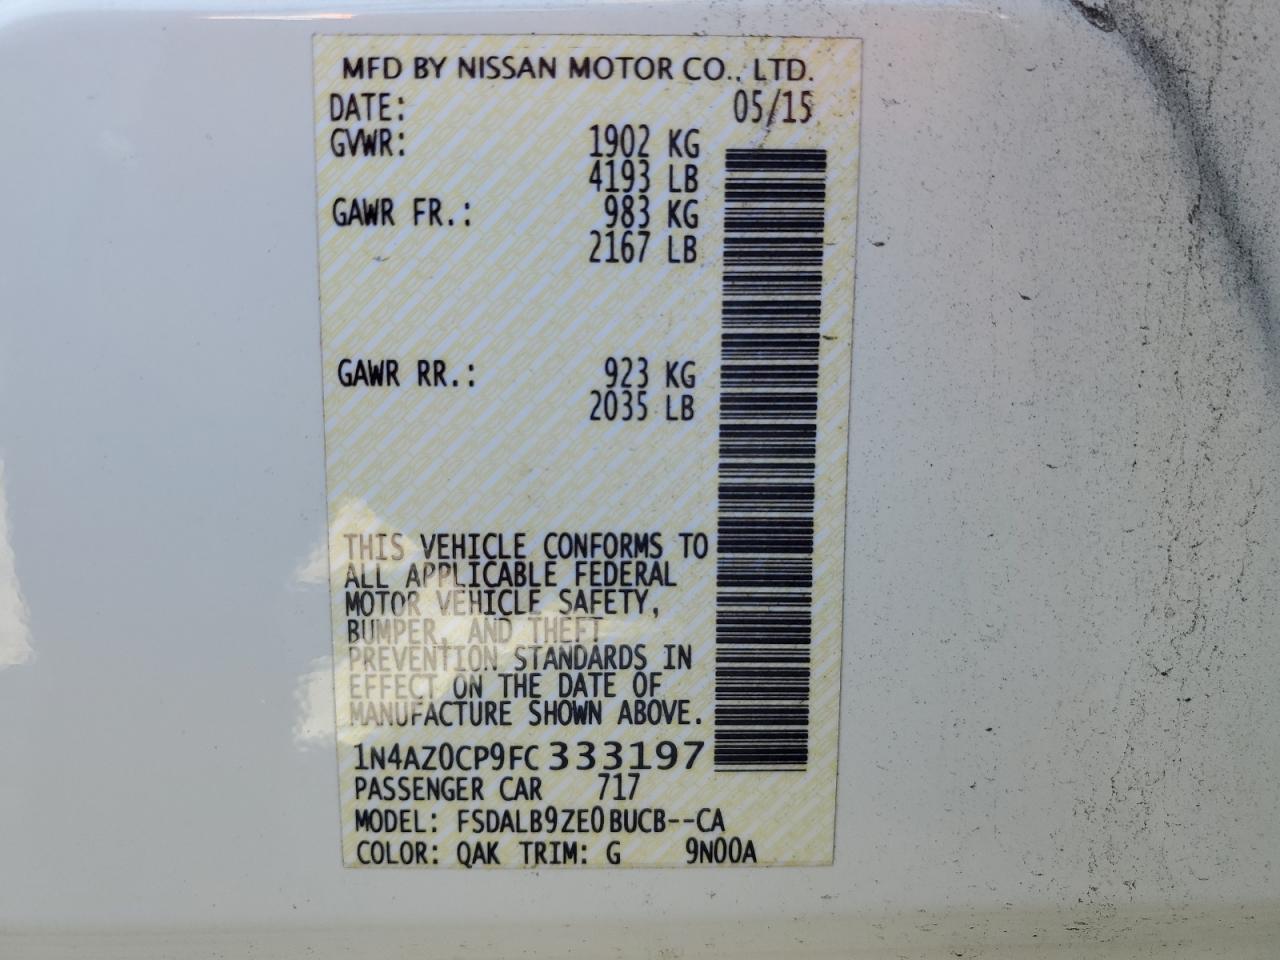 MFD BY NISSAN MOTOR CO., LTD.
DATE: 05/15
GVWR: 1902 KG
4193 LB
GAWR FR.: 983 KG
2167 LB
GAWR RR.: 923 KG
2035 LB
THIS VEHICLE CONFORMS TO
ALL APPLICABLE FEDERAL
MOTOR VEHICLE SAFETY,
BUMPER, AND THEFT
PREVENTION STANDARDS IN
EFFECT ON THE DATE OF
MANUFACTURE SHOWN ABOVE.
1N4AZ0CP9FC333197
PASSENGER CAR 717
MODEL: FSDALB9ZE0BUCB--CA
COLOR: QAK TRIM: G 9N00A